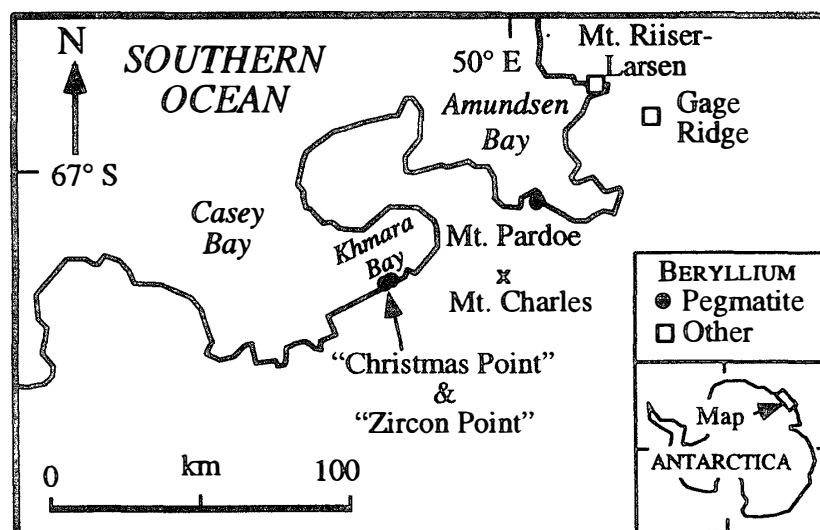 N
SOUTHERN
OCEAN
50° E
Mt. Riiser-
Larsen
Amundsen
Bay
Gage
Ridge
67° S
Casey
Bay
Khmara
Bay
Mt. Pardoe
Mt. Charles
BERYLLIUM
Pegmatite
Other
"Christmas Point"
&
"Zircon Point"
Map
ANTARCTICA
km
0
100